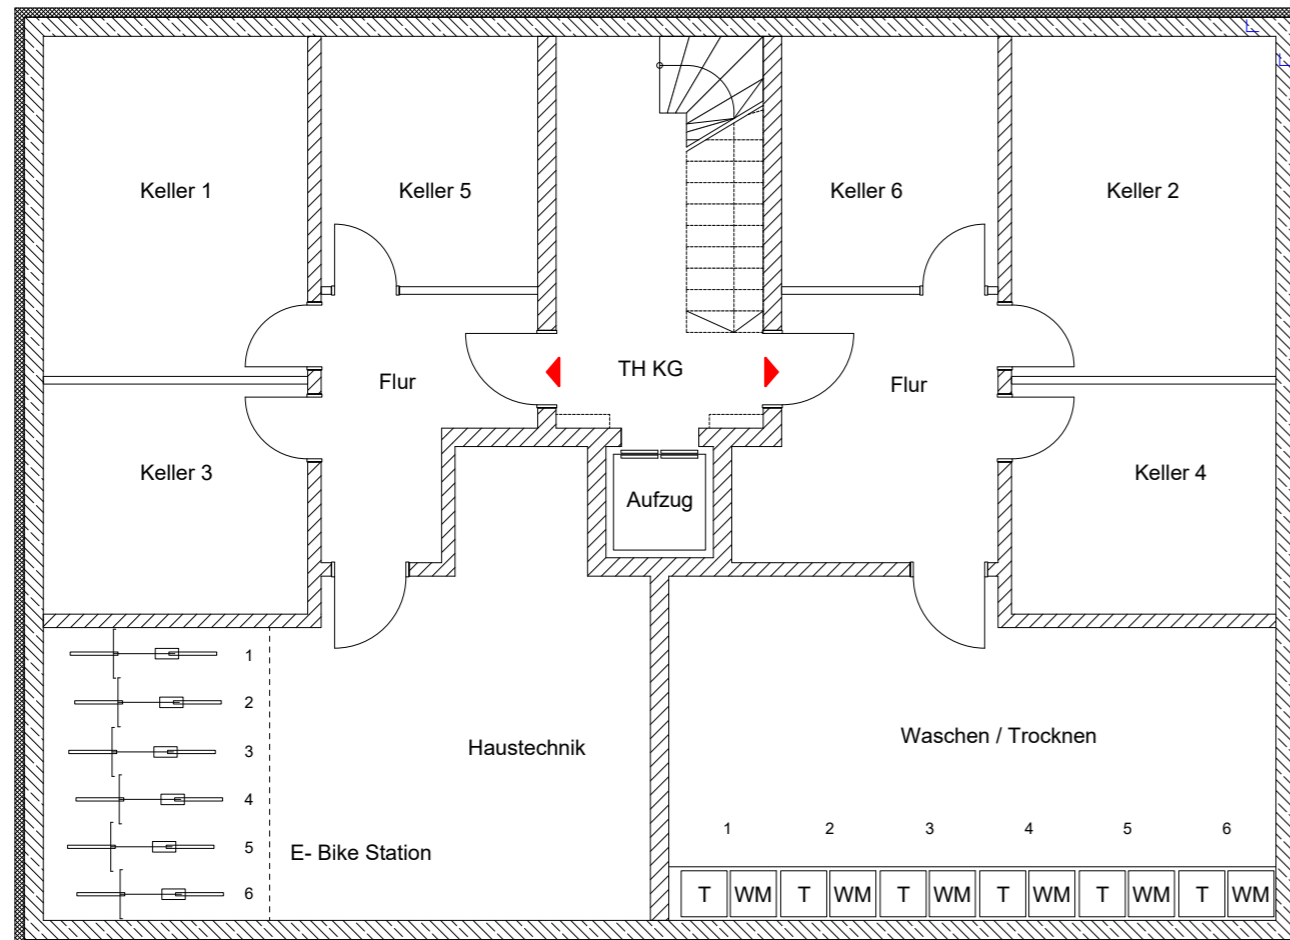 Keller 1
Keller 5
Keller 6
Keller 2
TH KG
Flur
Flur
Keller 3
Keller 4
Aufzug
1
2
3
4
5
6
Haustechnik
E- Bike Station
Waschen / Trocknen
1 2 3 4 5 6
T WM T WM T WM T WM T WM T WM